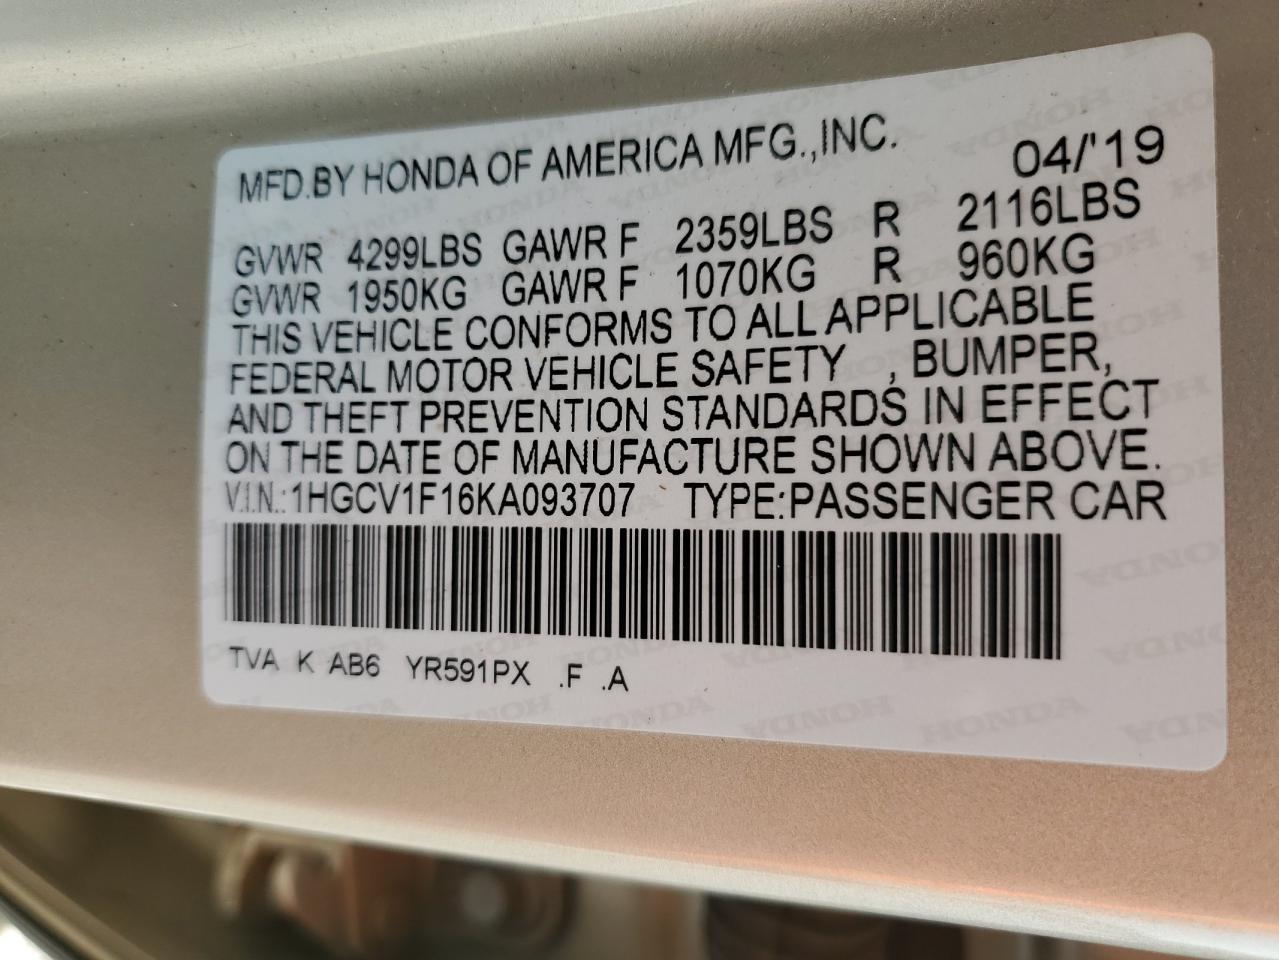 MFD.BY HONDA OF AMERICA MFG.,INC. 04/'19
GVWR 4299LBS GAWR F 2359LBS R 2116LBS
GVWR 1950KG GAWR F 1070KG R 960KG
THIS VEHICLE CONFORMS TO ALL APPLICABLE
FEDERAL MOTOR VEHICLE SAFETY , BUMPER,
AND THEFT PREVENTION STANDARDS IN EFFECT
ON THE DATE OF MANUFACTURE SHOWN ABOVE.
V.I.N.:1HGCV1F16KA093707 TYPE:PASSENGER CAR
TVA K AB6 YR591PX .F .A